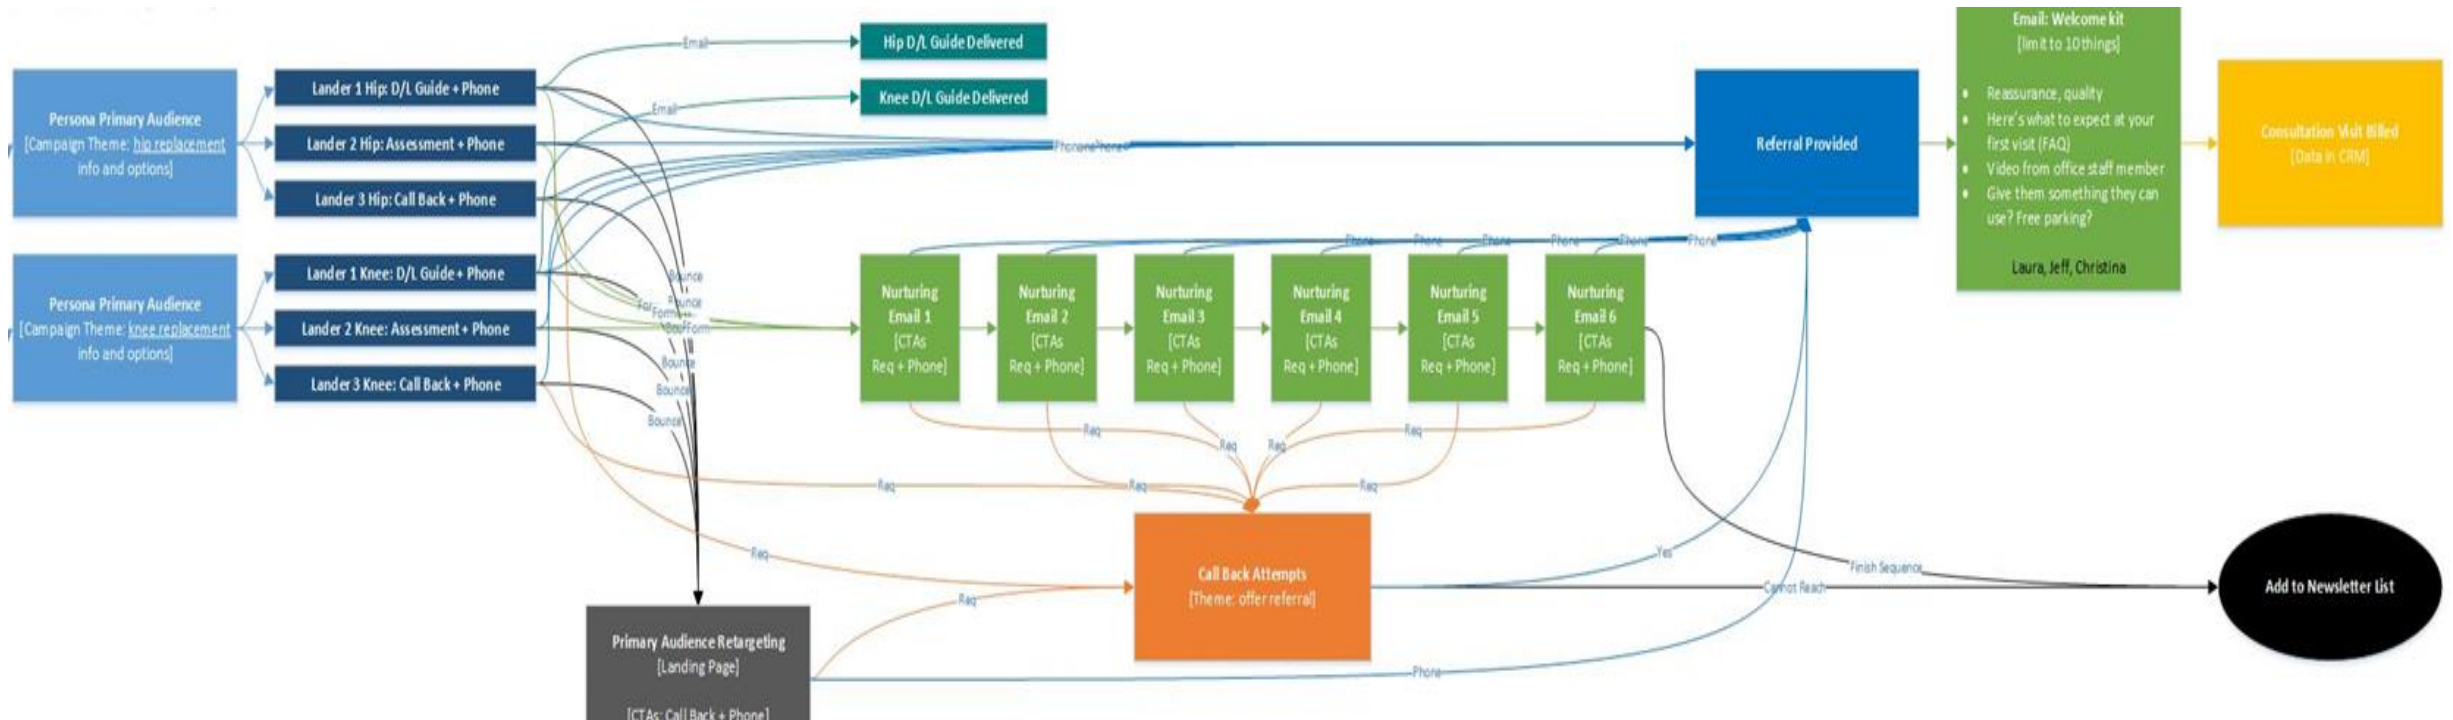 Persona Primary Audience
[Campaign Theme: hip replacement
info and options]
Persona Primary Audience
[Campaign Theme: knee replacement
info and options]
Lander 1 Hip: D/L Guide + Phone
Lander 2 Hip: Assessment + Phone
Lander 3 Hip: Call Back + Phone
Lander 1 Knee: D/L Guide + Phone
Lander 2 Knee: Assessment + Phone
Lander 3 Knee: Call Back + Phone
Email
Email
Hip D/L Guide Delivered
Knee D/L Guide Delivered
Phone
Bounce
Bounce
Form
Form
Bounce
Bounce
Bounce
Nurturing
Email 1
[CTAs
Req + Phone]
Nurturing
Email 2
[CTAs
Req + Phone]
Nurturing
Email 3
[CTAs
Req + Phone]
Nurturing
Email 4
[CTAs
Req + Phone]
Nurturing
Email 5
[CTAs
Req + Phone]
Nurturing
Email 6
[CTAs
Req + Phone]
Phone
Phone
Phone
Phone
Phone
Phone
Req
Req
Req
Req
Req
Req
Req
Req
Req
Primary Audience Retargeting
[Landing Page]
[CTAs: Call Back + Phone]
Call Back Attempts
[Theme: offer referral]
Yes
Cannot Reach
Finish Sequence
Phone
Referral Provided
Email: Welcome kit
[limit to 10 things]
• Reassurance, quality
• Here's what to expect at your
first visit (FAQ)
• Video from office staff member
• Give them something they can
use? Free parking?
Laura, Jeff, Christina
Consultation Visit Billed
[Data in CRM]
Add to Newsletter List